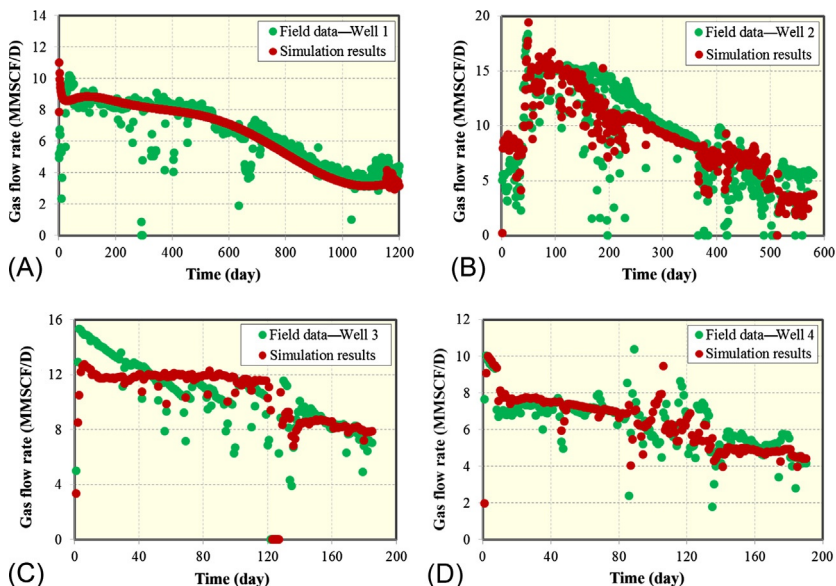 14
12
10
8
6
4
2
0
Gas flow rate (MMSCF/D)
Field data—Well 1
Simulation results
0 200 400 600 800 1000 1200
Time (day)
(A)
20
15
10
5
0
Gas flow rate (MMSCF/D)
Field data—Well 2
Simulation results
0 100 200 300 400 500 600
Time (day)
(B)
16
12
8
4
0
Gas flow rate (MMSCF/D)
Field data—Well 3
Simulation results
0 40 80 120 160 200
Time (day)
(C)
12
10
8
6
4
2
0
Gas flow rate (MMSCF/D)
Field data—Well 4
Simulation results
0 40 80 120 160 200
Time (day)
(D)